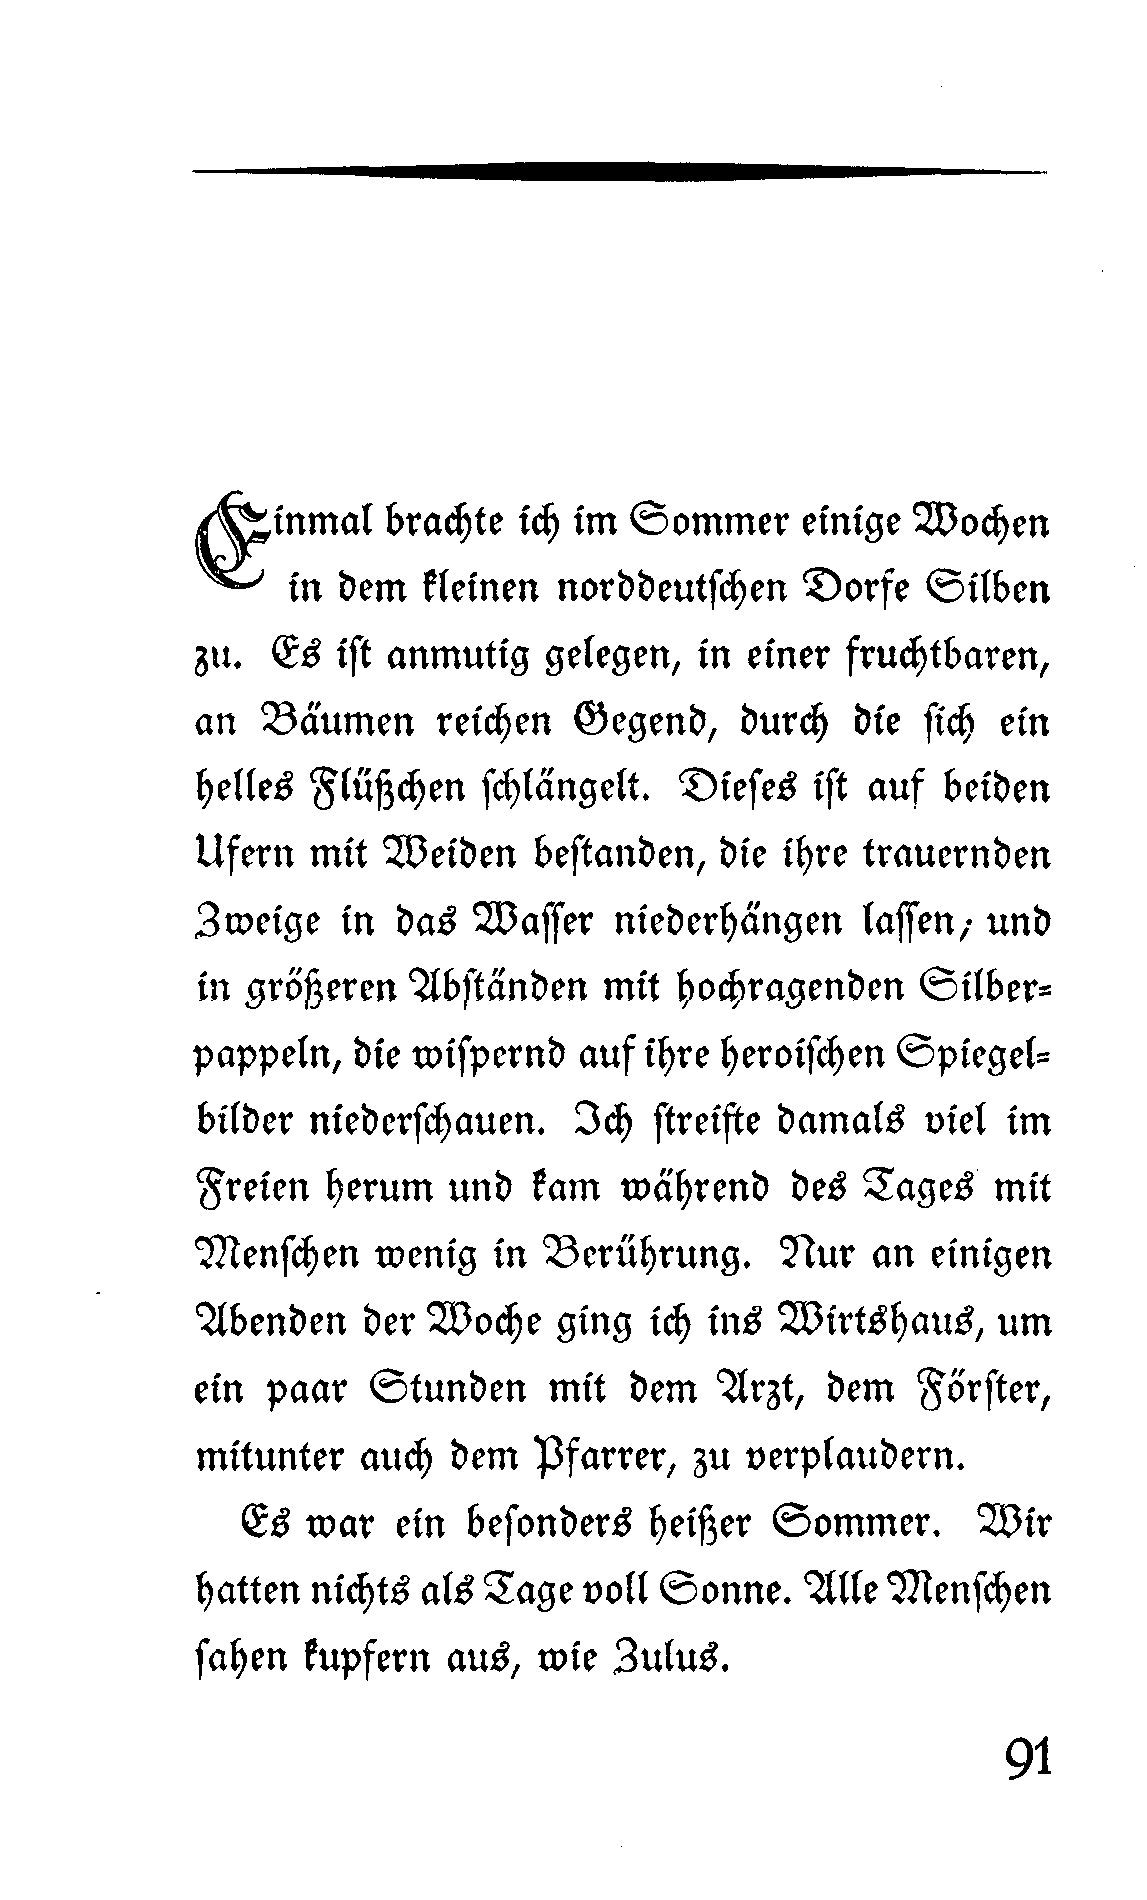 Einmal brachte ich im Sommer einige Wochen
in dem kleinen norddeutschen Dorfe Silben
zu. Es ist anmutig gelegen, in einer fruchtbaren,
an Bäumen reichen Gegend, durch die sich ein
helles Flüßchen schlängelt. Dieses ist auf beiden
Ufern mit Weiden bestanden, die ihre trauernden
Zweige in das Wasser niederhängen lassen; und
in größeren Abständen mit hochragenden Silber-
pappeln, die wispernd auf ihre heroischen Spiegel-
bilder niederschauen. Ich streifte damals viel im
Freien herum und kam während des Tages mit
Menschen wenig in Berührung. Nur an einigen
Abenden der Woche ging ich ins Wirtshaus, um
ein paar Stunden mit dem Arzt, dem Förster,
mitunter auch dem Pfarrer, zu verplaudern.
Es war ein besonders heißer Sommer. Wir
hatten nichts als Tage voll Sonne. Alle Menschen
sahen kupfern aus, wie Zulus.
91